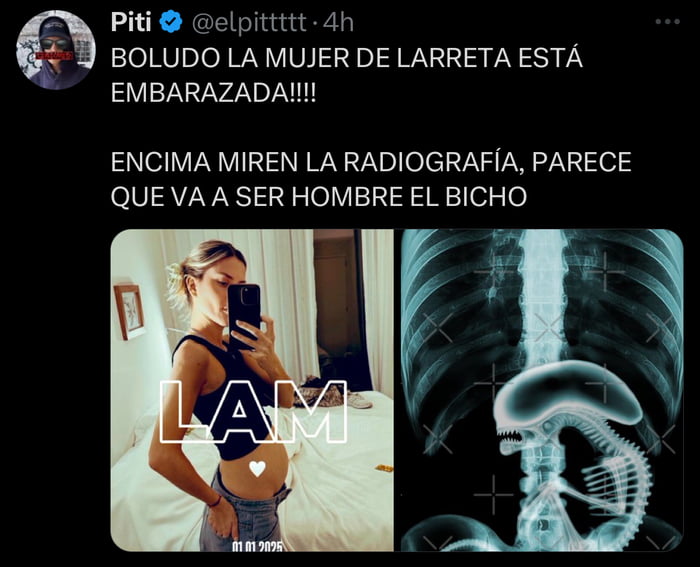 Piti @elpittttt · 4h
BOLUDO LA MUJER DE LARRETA ESTÁ
EMBARAZADA!!!!
ENCIMA MIREN LA RADIOGRAFÍA, PARECE
QUE VA A SER HOMBRE EL BICHO
LAM
01.01.2025